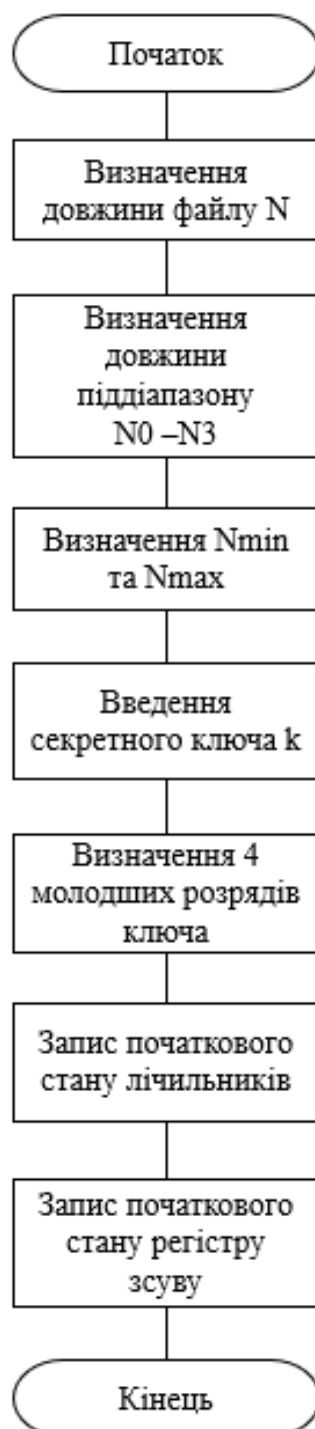 Початок
Визначення
довжини файлу N
Визначення
довжини
піддіапазону
N0 –N3
Визначення Nmin
та Nmax
Введення
секретного ключа k
Визначення 4
молодших розрядів
ключа
Запис початкового
стану лічильників
Запис початкового
стану регістру
зсуву
Кінець